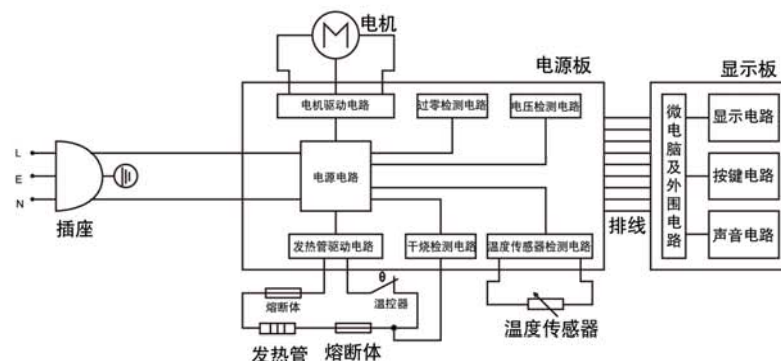 电机
电源板
显示板
电机驱动电路
过零检测电路
电压检测电路
微电脑及外围电路
显示电路
L
E
N
插座
电源电路
按键电路
发热管驱动电路
干烧检测电路
温度传感器检测电路
排线
声音电路
θ
熔断体
温控器
发热管
熔断体
温度传感器
M